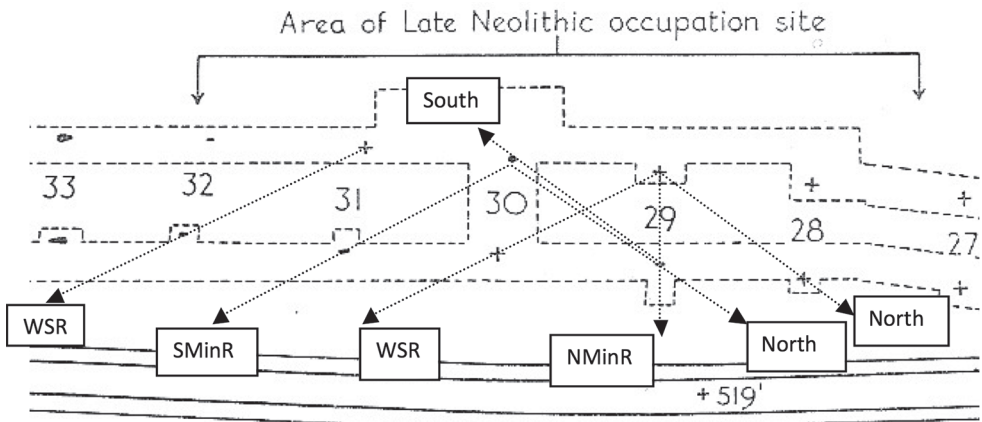 Area of Late Neolithic occupation site
South
33
32
31
30
29
28
27
WSR
SMinR
WSR
NMinR
North
North
+ 519'